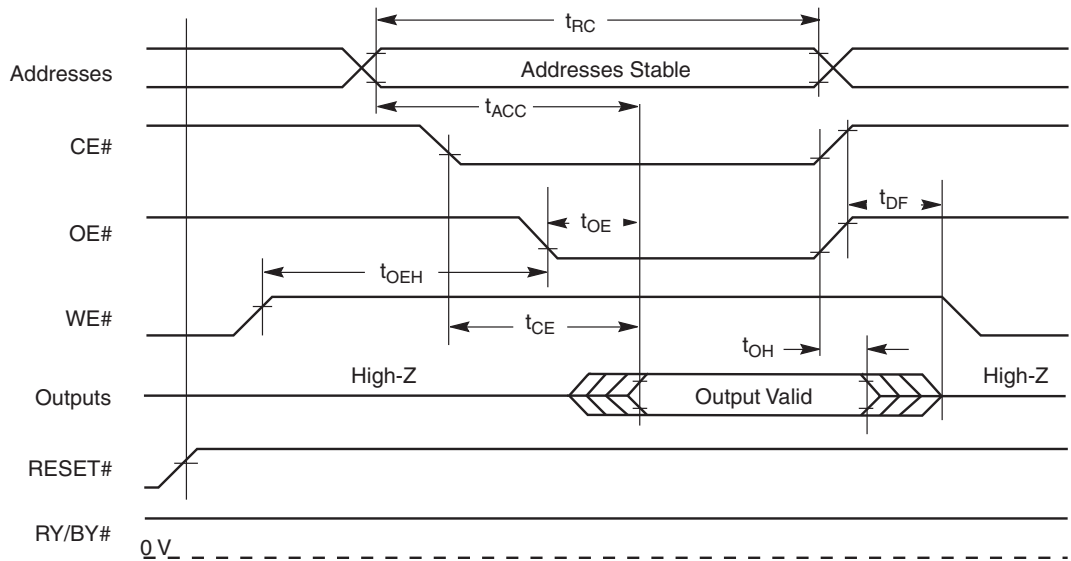 tRC
Addresses
Addresses Stable
tACC
CE#
tDF
OE#
tOE
tOEH
WE#
tCE
tOH
High-Z
High-Z
Outputs
Output Valid
RESET#
RY/BY#
0 V